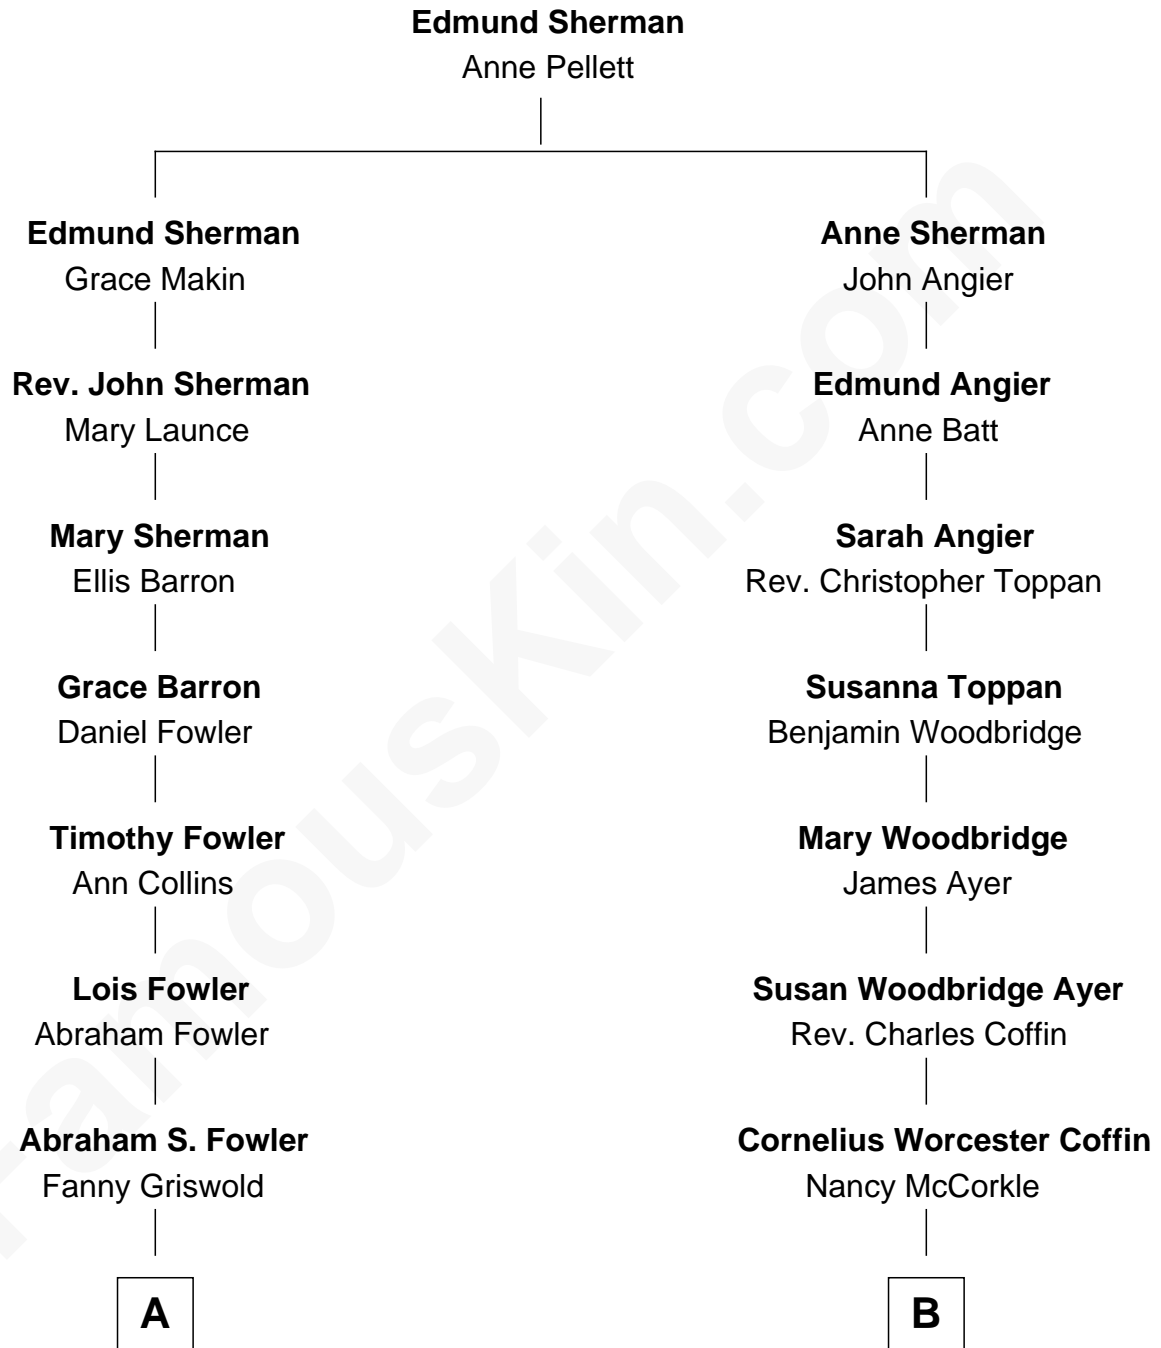 Edmund Sherman
Anne Pellett
Edmund Sherman
Grace Makin
Anne Sherman
John Angier
Rev. John Sherman
Mary Launce
Edmund Angier
Anne Batt
Mary Sherman
Ellis Barron
Sarah Angier
Rev. Christopher Toppan
Grace Barron
Daniel Fowler
Susanna Toppan
Benjamin Woodbridge
Timothy Fowler
Ann Collins
Mary Woodbridge
James Ayer
Lois Fowler
Abraham Fowler
Susan Woodbridge Ayer
Rev. Charles Coffin
Abraham S. Fowler
Fanny Griswold
Cornelius Worcester Coffin
Nancy McCorkle
A
B
FamousKin.com